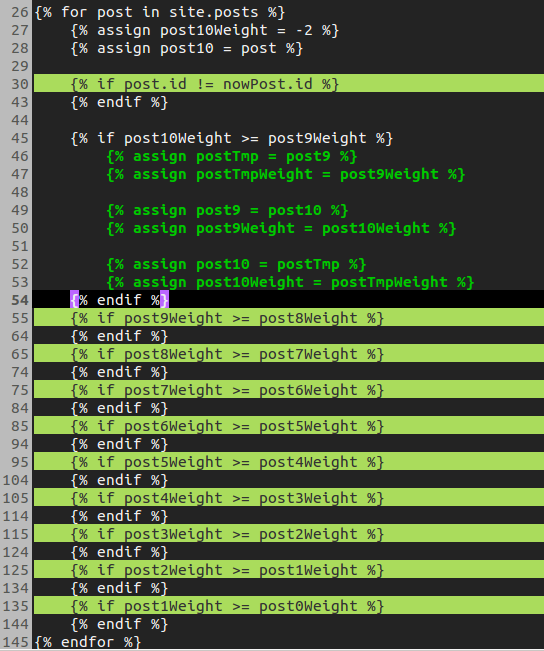 26 {% for post in site.posts %}
27     {% assign post10Weight = -2 %}
28     {% assign post10 = post %}
29
30     {% if post.id != nowPost.id %}
43     {% endif %}
44
45     {% if post10Weight >= post9Weight %}
46         {% assign postTmp = post9 %}
47         {% assign postTmpWeight = post9Weight %}
48
49         {% assign post9 = post10 %}
50         {% assign post9Weight = post10Weight %}
51
52         {% assign post10 = postTmp %}
53         {% assign post10Weight = postTmpWeight %}
54     {% endif %}
55     {% if post9Weight >= post8Weight %}
64     {% endif %}
65     {% if post8Weight >= post7Weight %}
74     {% endif %}
75     {% if post7Weight >= post6Weight %}
84     {% endif %}
85     {% if post6Weight >= post5Weight %}
94     {% endif %}
95     {% if post5Weight >= post4Weight %}
104     {% endif %}
105     {% if post4Weight >= post3Weight %}
114     {% endif %}
115     {% if post3Weight >= post2Weight %}
124     {% endif %}
125     {% if post2Weight >= post1Weight %}
134     {% endif %}
135     {% if post1Weight >= post0Weight %}
144     {% endif %}
145 {% endfor %}